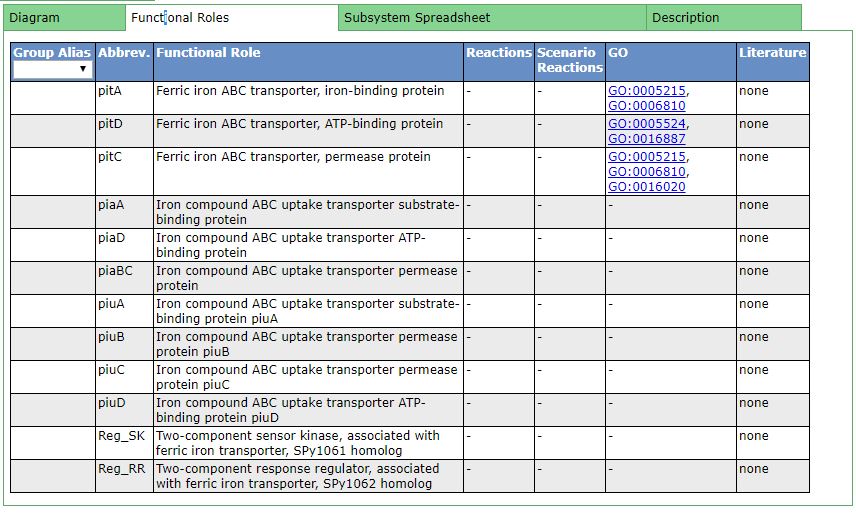 Diagram Functional Roles Subsystem Spreadsheet Description
Group Alias Abbrev. Functional Role Reactions Scenario GO Literature
Reactions
pitA Ferric iron ABC transporter, iron-binding protein - - GO:0005215, none
GO:0006810
pitD Ferric iron ABC transporter, ATP-binding protein - - GO:0005524, none
GO:0016887
pitC Ferric iron ABC transporter, permease protein - - GO:0005215, none
GO:0006810,
GO:0016020
piaA Iron compound ABC uptake transporter substrate- - - - none
binding protein
piaD Iron compound ABC uptake transporter ATP- - - - none
binding protein
piaBC Iron compound ABC uptake transporter permease - - - none
protein
piuA Iron compound ABC uptake transporter substrate- - - - none
binding protein piuA
piuB Iron compound ABC uptake transporter permease - - - none
protein piuB
piuC Iron compound ABC uptake transporter permease - - - none
protein piuC
piuD Iron compound ABC uptake transporter ATP- - - - none
binding protein piuD
Reg_SK Two-component sensor kinase, associated with - - - none
ferric iron transporter, SPy1061 homolog
Reg_RR Two-component response regulator, associated - - - none
with ferric iron transporter, SPy1062 homolog